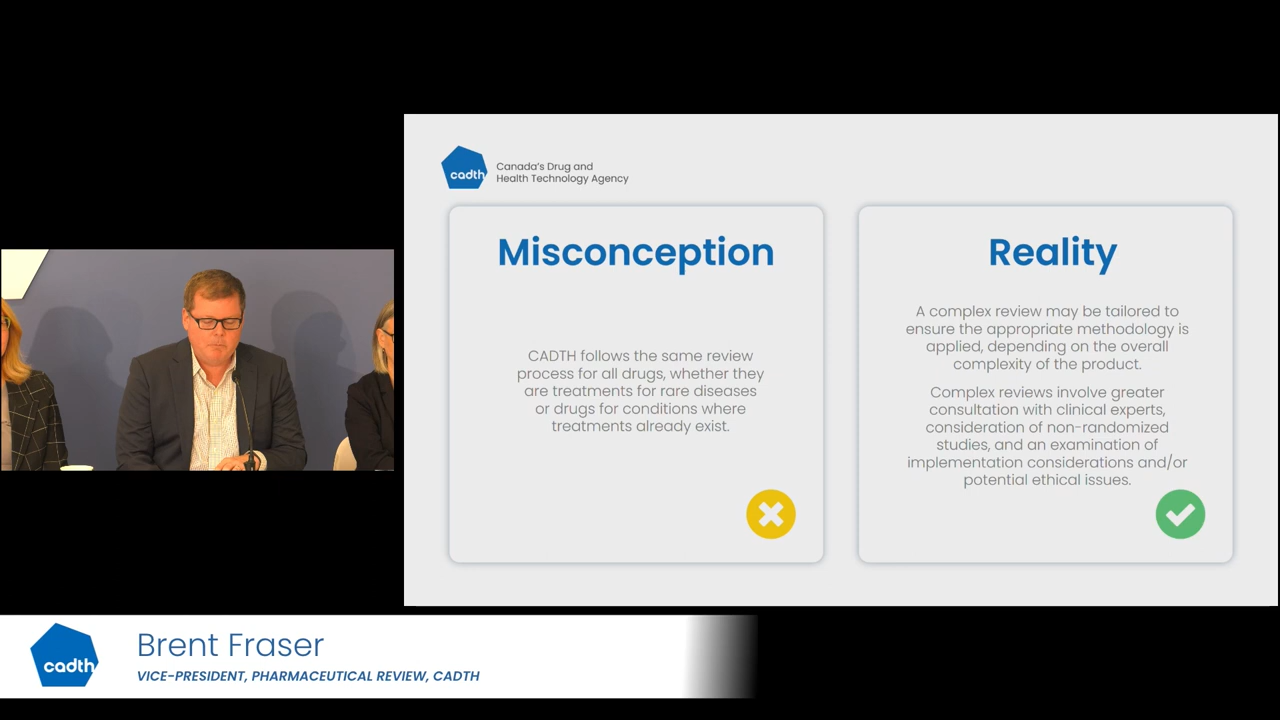 cadth
Canada's Drug and
Health Technology Agency
Misconception
CADTH follows the same review
process for all drugs, whether they
are treatments for rare diseases
or drugs for conditions where
treatments already exist.
Reality
A complex review may be tailored to
ensure the appropriate methodology is
applied, depending on the overall
complexity of the product.
Complex reviews involve greater
consultation with clinical experts,
consideration of non-randomized
studies, and an examination of
implementation considerations and/or
potential ethical issues.
cadth
Brent Fraser
VICE-PRESIDENT, PHARMACEUTICAL REVIEW, CADTH